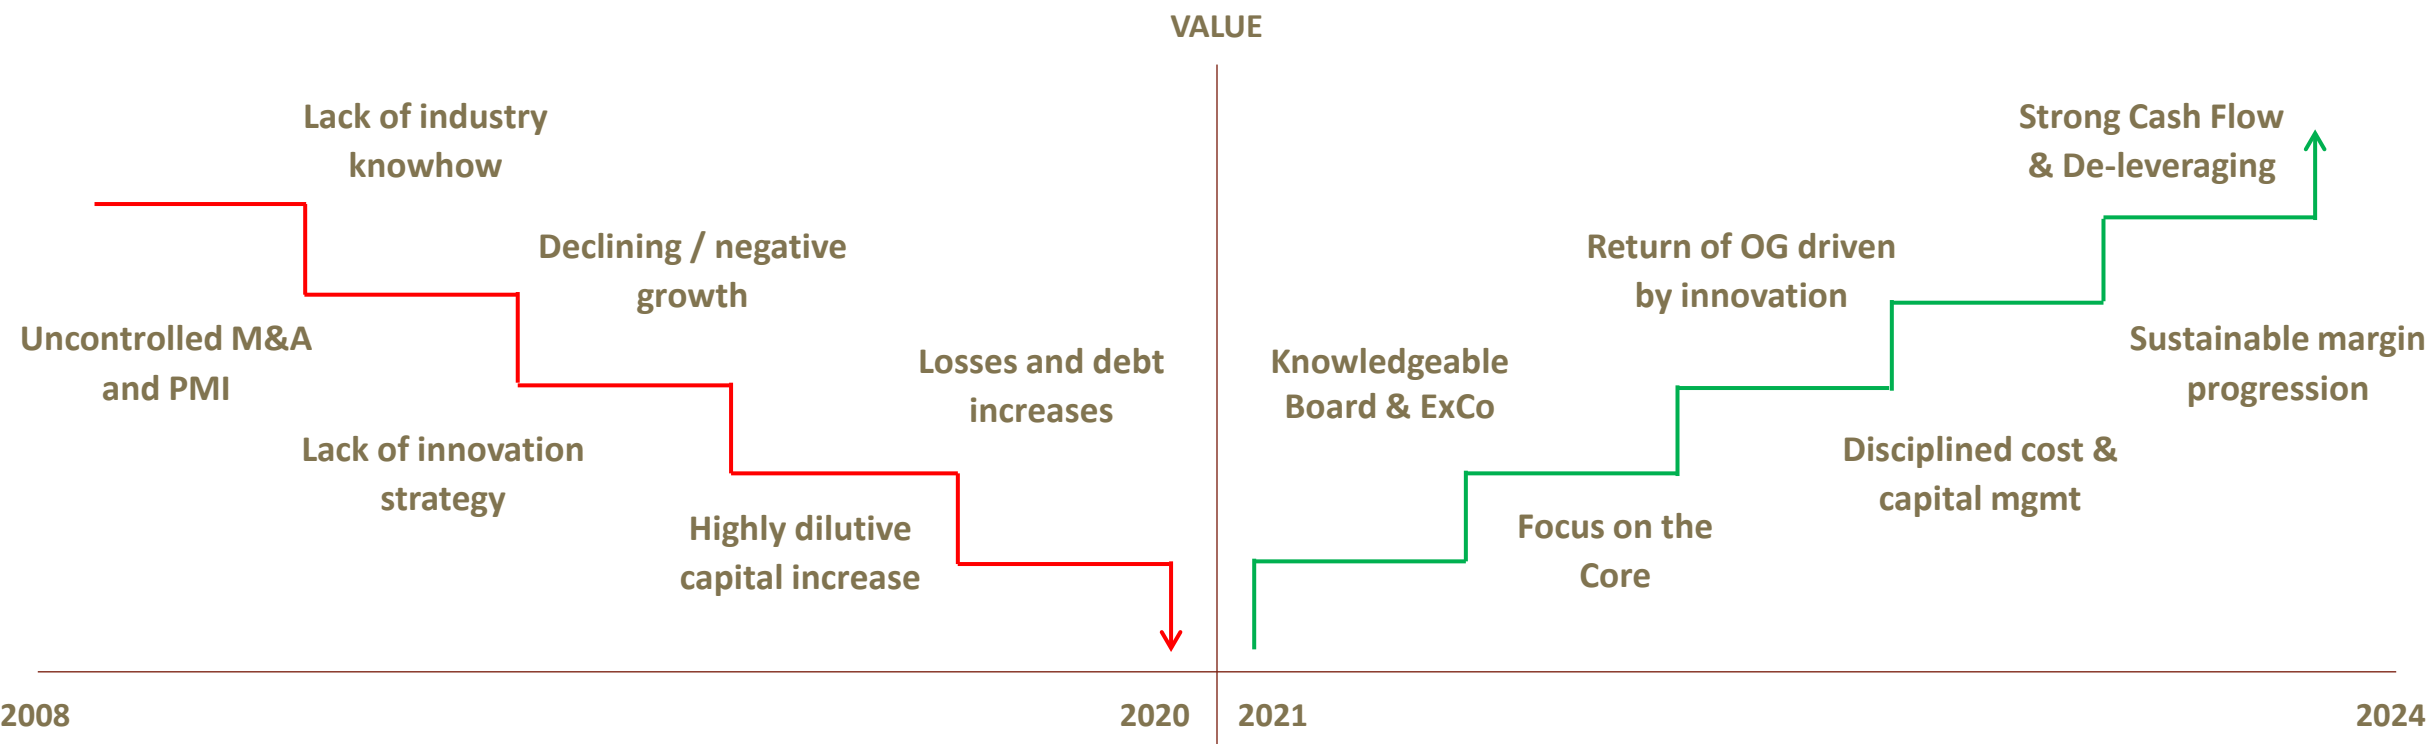 VALUE
Lack of industry
knowhow
Strong Cash Flow
& De-leveraging
Declining / negative
growth
Return of OG driven
by innovation
Uncontrolled M&A
and PMI
Losses and debt
increases
Knowledgeable
Board & ExCo
Sustainable margin
progression
Lack of innovation
strategy
Disciplined cost &
capital mgmt
Highly dilutive
capital increase
Focus on the
Core
2008
2020
2021
2024